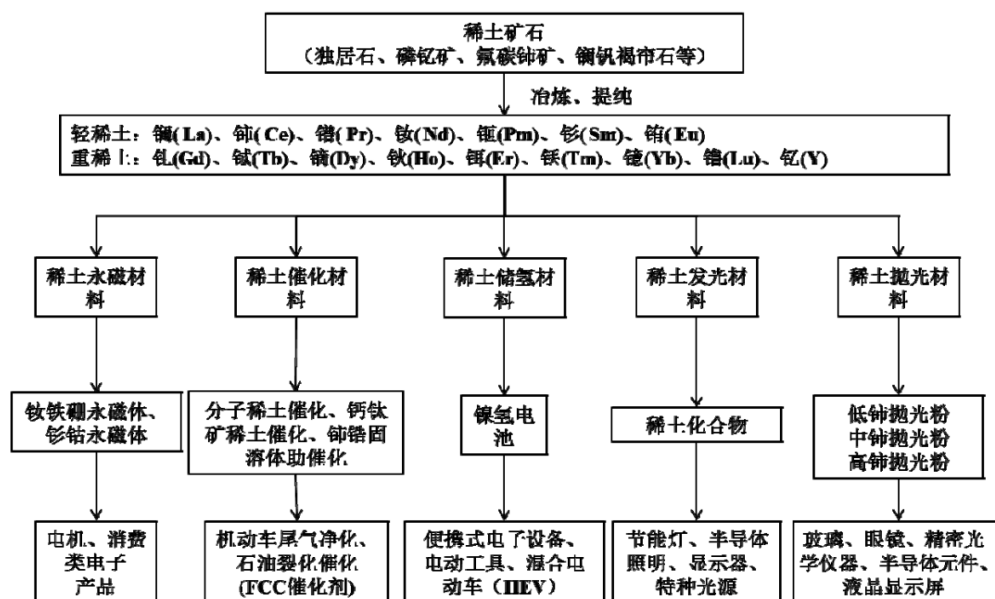 稀土矿石
（独居石、磷钇矿、氟碳铈矿、镧钒褐帘石等）
冶炼、提纯
轻稀土：镧(La)、铈(Ce)、镨(Pr)、钕(Nd)、钷(Pm)、钐(Sm)、铕(Eu)
重稀土：钆(Gd)、铽(Tb)、镝(Dy)、钬(Ho)、铒(Er)、铥(Tm)、镱(Yb)、镥(Lu)、钇(Y)
稀土永磁材
料
稀土催化材
料
稀土储氢材
料
稀土发光材
料
稀土抛光材
料
钕铁硼永磁体、
钐钴永磁体
分子稀土催化、钙钛
矿稀土催化、铈锆固
溶体助催化
镍氢电
池
稀土化合物
低铈抛光粉
中铈抛光粉
高铈抛光粉
电机、消费
类电子
产品
机动车尾气净化、
石油裂化催化
(FCC催化剂)
便携式电子设备、
电动工具、混合电
动车（HEV）
节能灯、半导体
照明、显示器、
特种光源
玻璃、眼镜、精密光
学仪器、半导体元件、
液晶显示屏